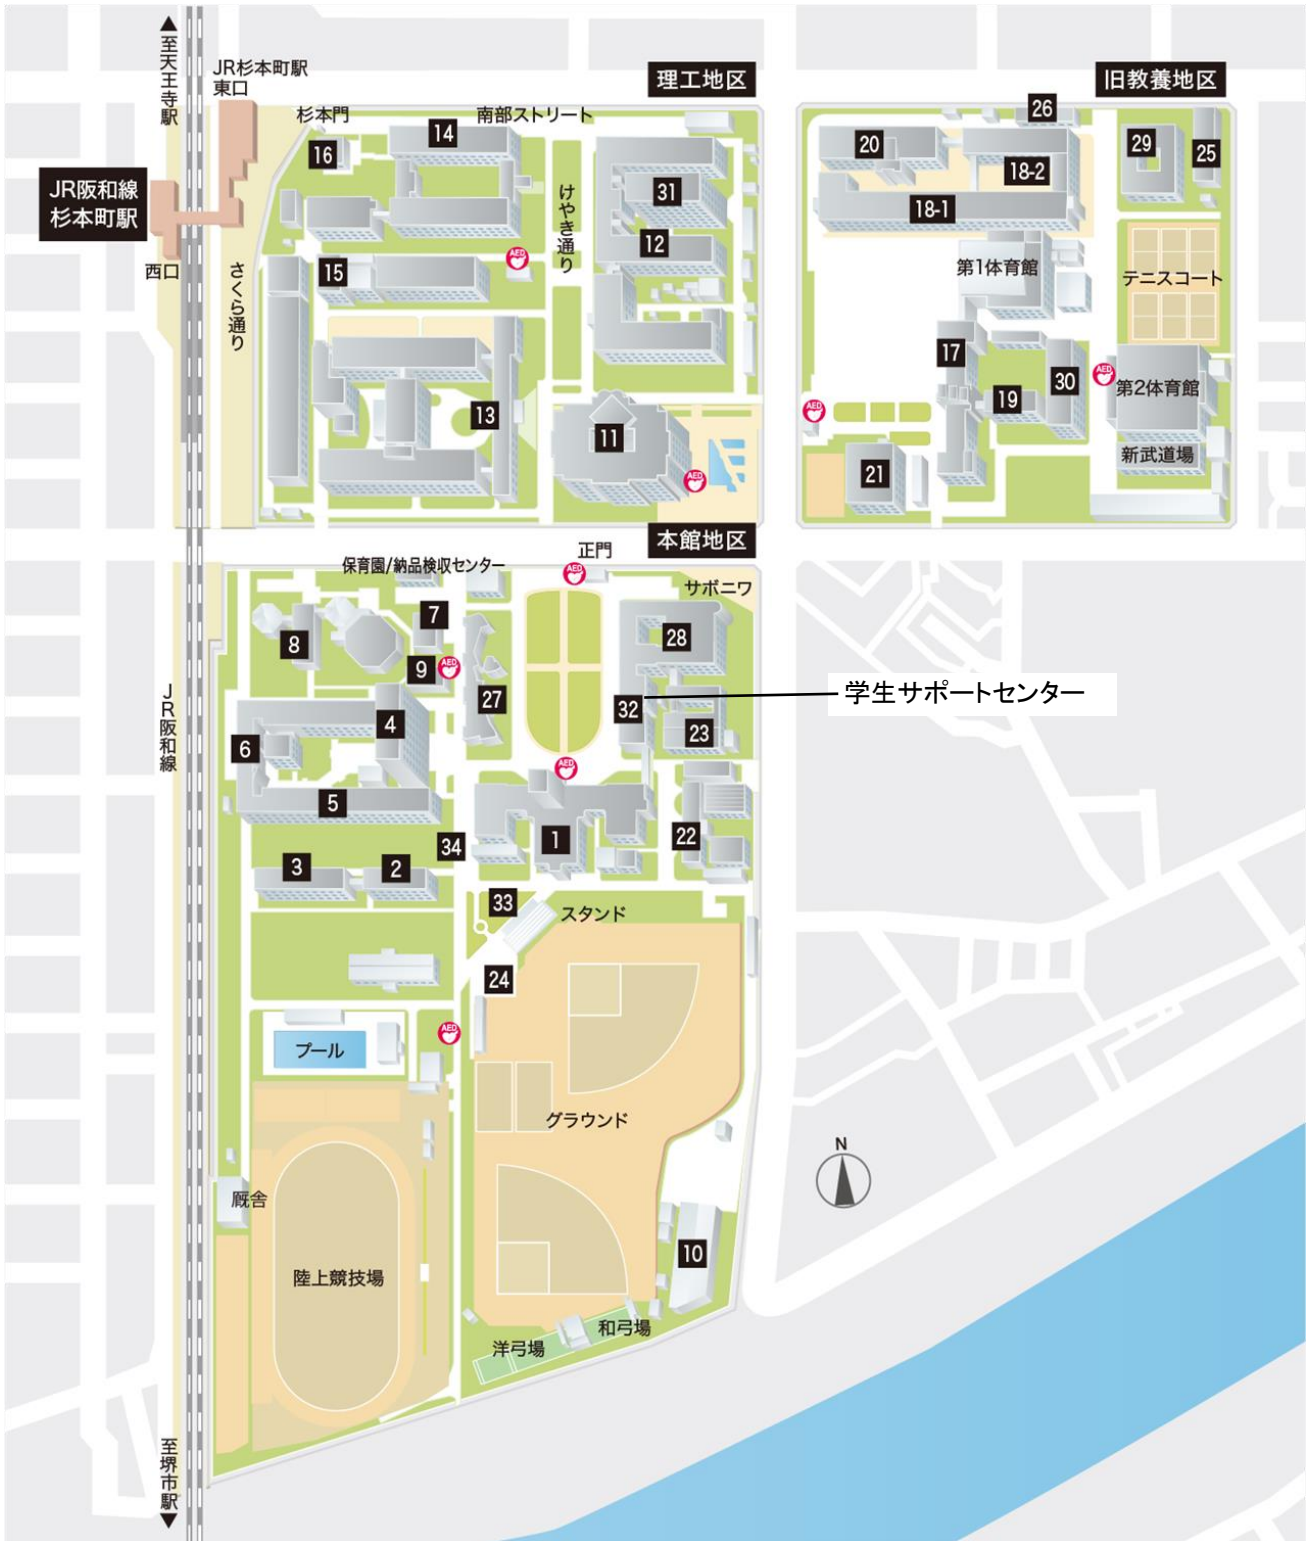 ▲至天王寺駅
JR杉本町駅
東口
理工地区
旧教養地区
杉本門
南部ストリート
26
14
16
20
29
25
18-2
31
JR阪和線
杉本町駅
けやき通り
18-1
12
西口
さくら通り
15
AED
第1体育館
テニスコート
17
AED
30
第2体育館
19
13
11
AED
新武道場
21
AED
本館地区
正門
保育園/納品検収センター
AED
サポニワ
7
8
28
9
AED
27
32
学生サポートセンター
4
23
JR阪和線
6
AED
5
34
1
22
3
2
33
スタンド
24
プール
AED
グラウンド
N
厩舎
10
陸上競技場
和弓場
洋弓場
至堺市駅▼